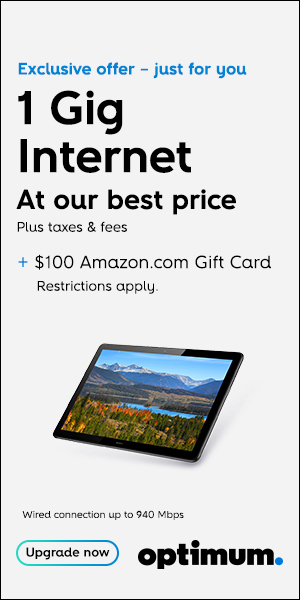 Exclusive offer – just for you
1 Gig
Internet
At our best price
Plus taxes & fees
+ $100 Amazon.com Gift Card
Restrictions apply.
Wired connection up to 940 Mbps
Upgrade now
optimum.